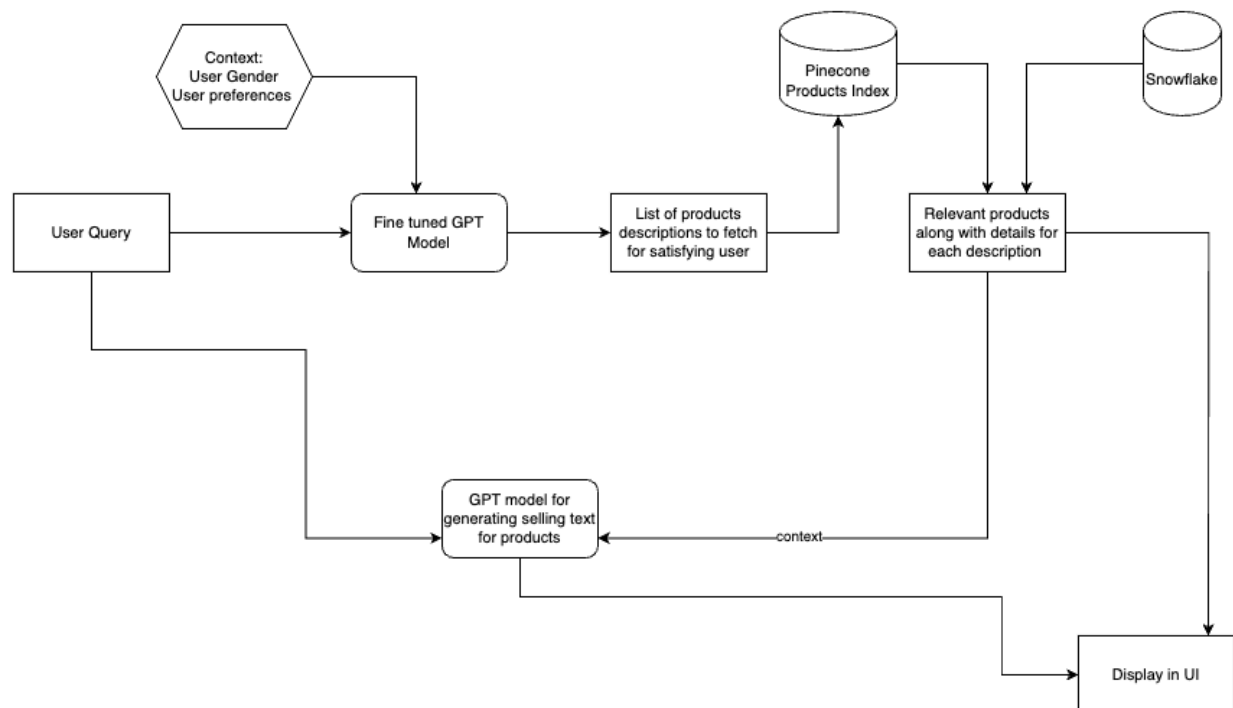 Context:
User Gender
User preferences
Pinecone
Products Index
Snowflake
User Query
Fine tuned GPT
Model
List of products
descriptions to fetch
for satisfying user
Relevant products
along with details for
each description
GPT model for
generating selling text
for products
context
Display in UI